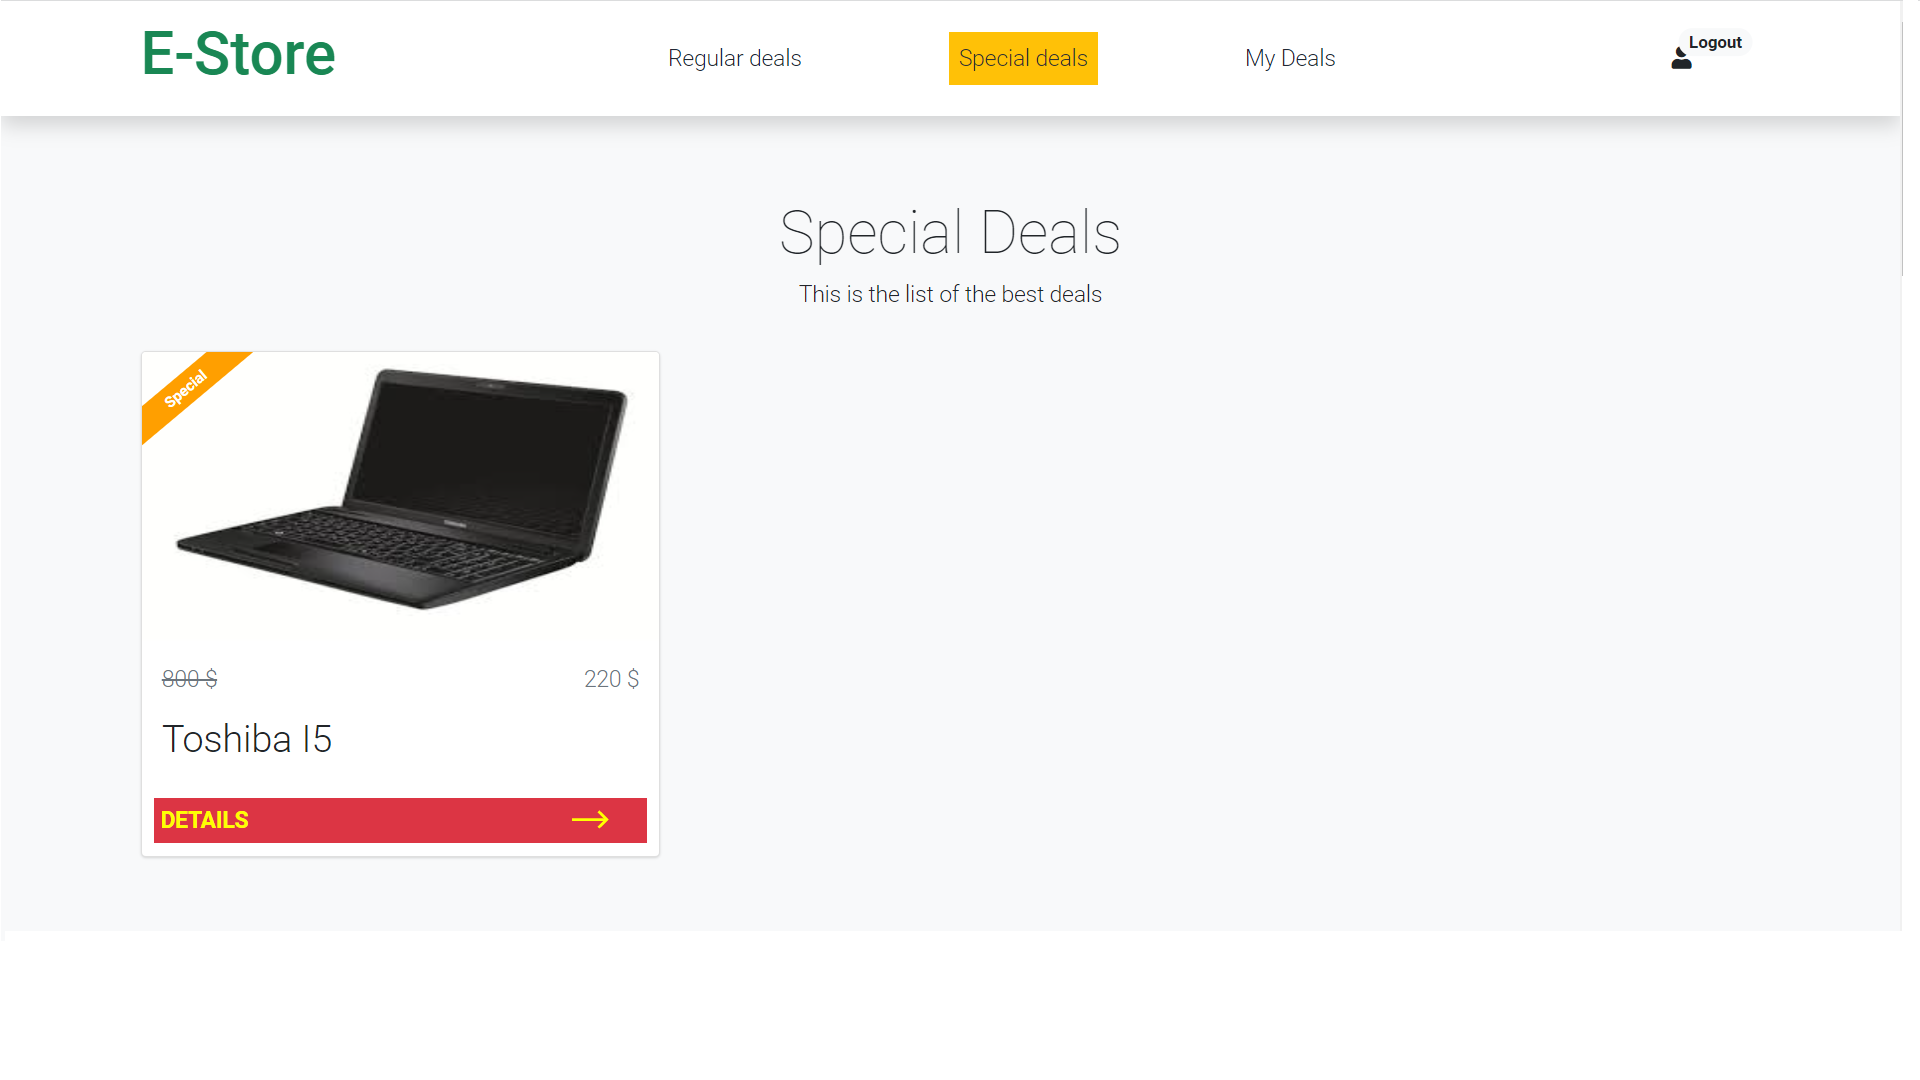 E-Store
Regular deals
Special deals
My Deals
Logout
Special Deals
This is the list of the best deals
Special
800 $
220 $
Toshiba I5
DETAILS